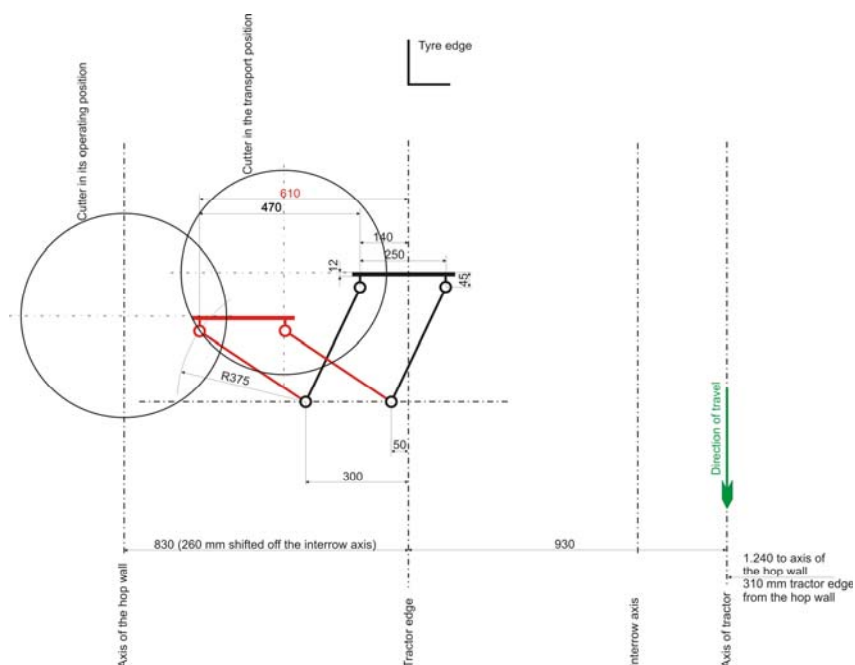 Tyre edge
Cutter in its operating position
Cutter in the transport position
610
470
140
250
12
45
R375
50
300
Direction of travel
830 (260 mm shifted off the interrow axis)
930
1.240 to axis of
the hop wall
310 mm tractor edge
from the hop wall
Axis of the hop wall
Tractor edge
Interrow axis
Axis of tractor